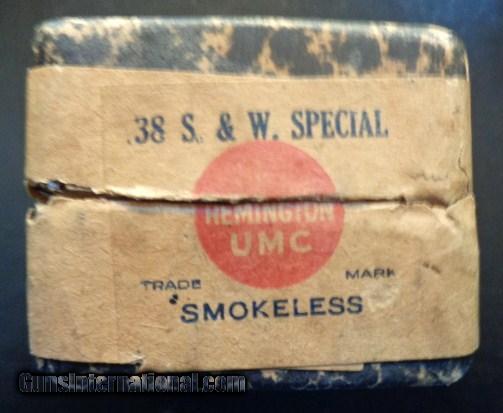 .38 S. & W. SPECIAL
REMINGTON
UMC
TRADE MARK
SMOKELESS
GunsInternational.com